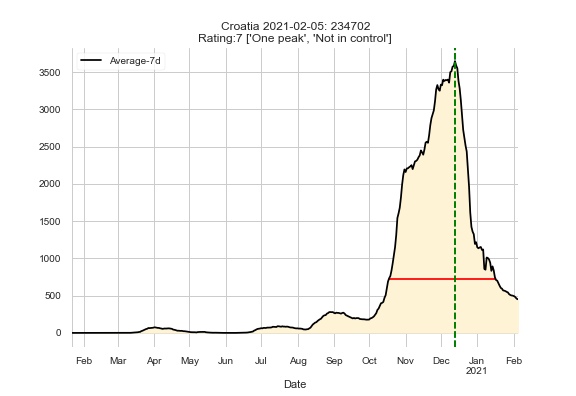 Croatia 2021-02-05: 234702
Rating:7 ['One peak', 'Not in control']
Average-7d
3500
3000
2500
2000
1500
1000
500
0
Feb Mar Apr May Jun Jul Aug Sep Oct Nov Dec Jan Feb
2021
Date